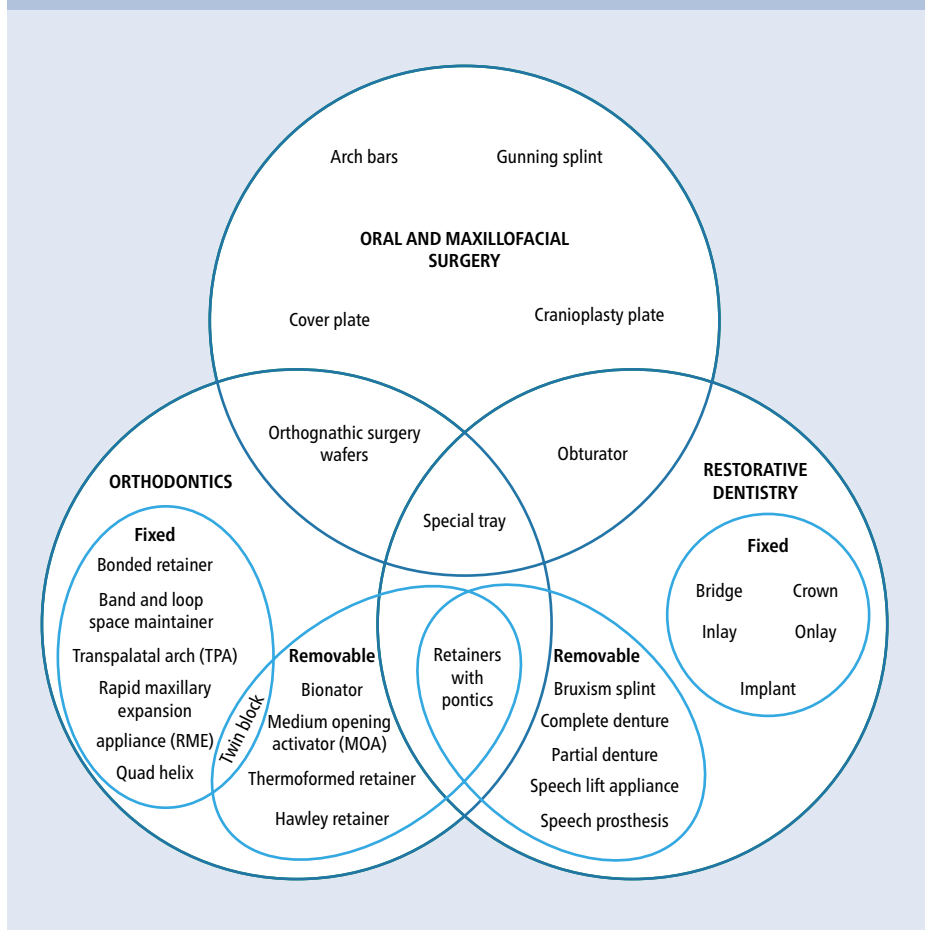 Arch bars
Gunning splint
ORAL AND MAXILLOFACIAL
SURGERY
Cover plate
Cranioplasty plate
Orthognathic surgery
wafers
Obturator
Special tray
ORTHODONTICS
Fixed
Bonded retainer
Band and loop
space maintainer
Transpalatal arch (TPA)
Rapid maxillary
expansion
appliance (RME)
Quad helix
Twin block
Removable
Bionator
Medium opening
activator (MOA)
Thermoformed retainer
Hawley retainer
Retainers
with
pontics
RESTORATIVE
DENTISTRY
Fixed
Bridge
Crown
Inlay
Onlay
Implant
Removable
Bruxism splint
Complete denture
Partial denture
Speech lift appliance
Speech prosthesis